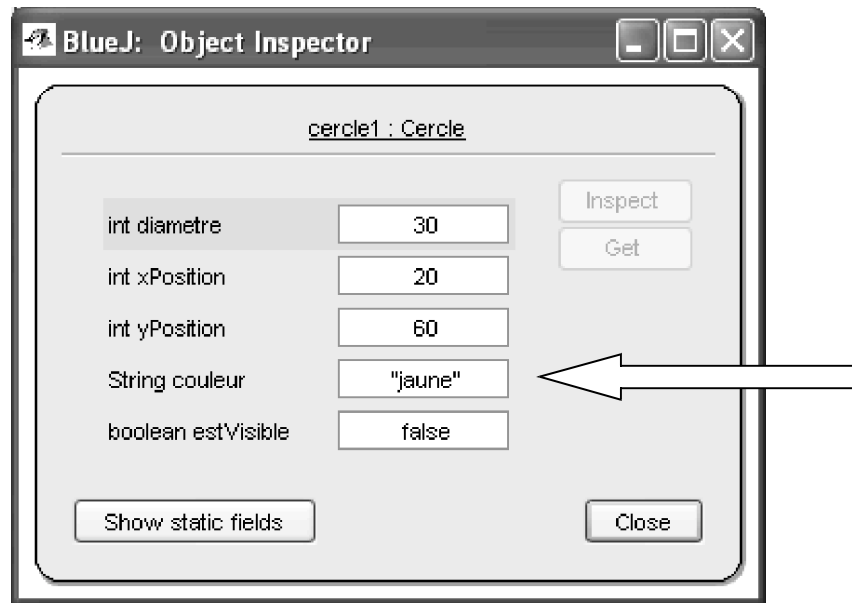 BlueJ: Object Inspector
cercle1 : Cercle
int diametre 30
Inspect
Get
int xPosition 20
int yPosition 60
String couleur "jaune"
boolean estVisible false
Show static fields Close